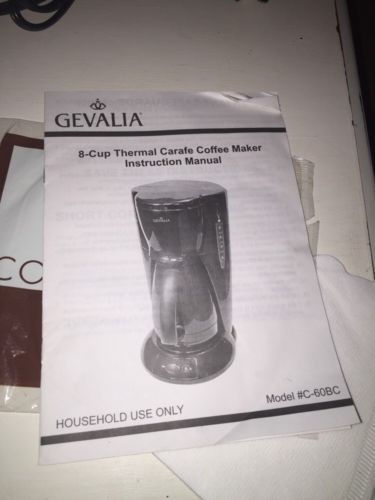 GEVALIA
8-Cup Thermal Carafe Coffee Maker
Instruction Manual
GEVALIA
Model #C-60BC
HOUSEHOLD USE ONLY
CO